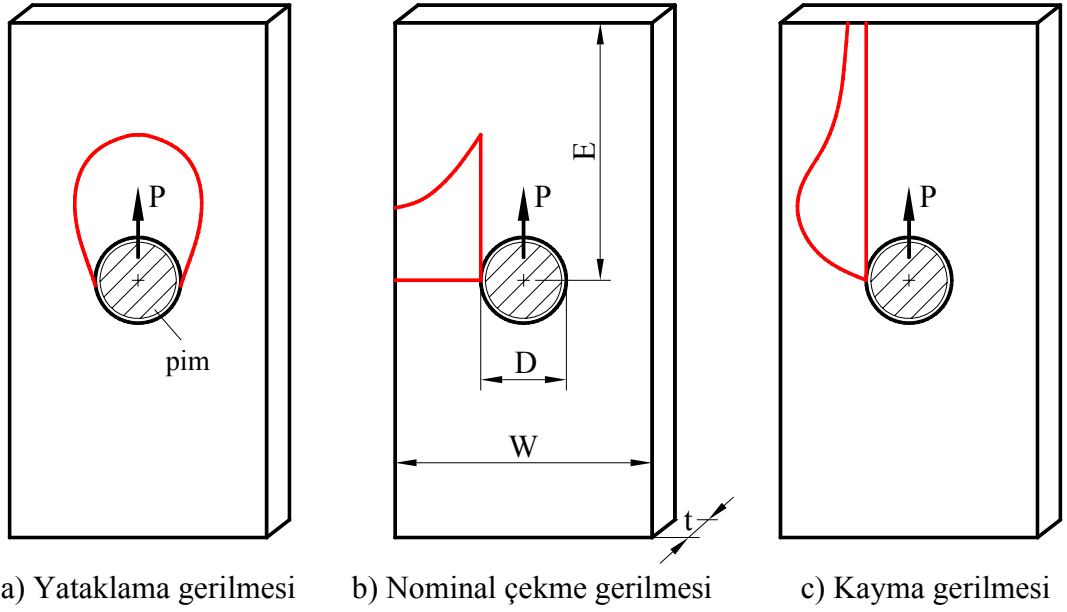 P
pim
a) Yataklama gerilmesi
E
P
D
W
t
b) Nominal çekme gerilmesi
P
c) Kayma gerilmesi